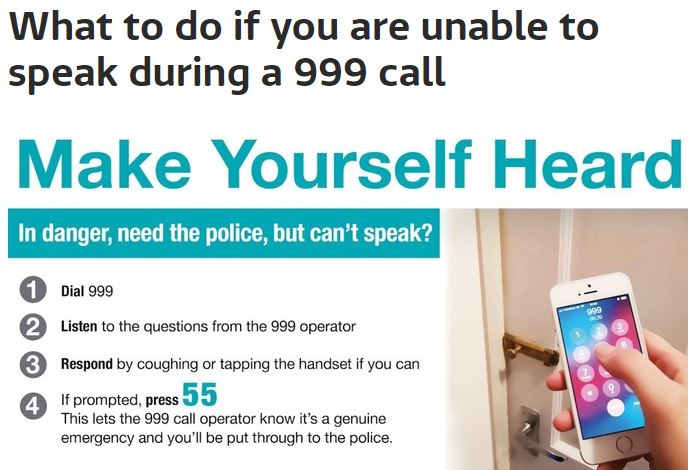 What to do if you are unable to
speak during a 999 call
Make Yourself Heard
In danger, need the police, but can't speak?
1 Dial 999
2 Listen to the questions from the 999 operator
3 Respond by coughing or tapping the handset if you can
4 If prompted, press 55
This lets the 999 call operator know it's a genuine
emergency and you'll be put through to the police.
999